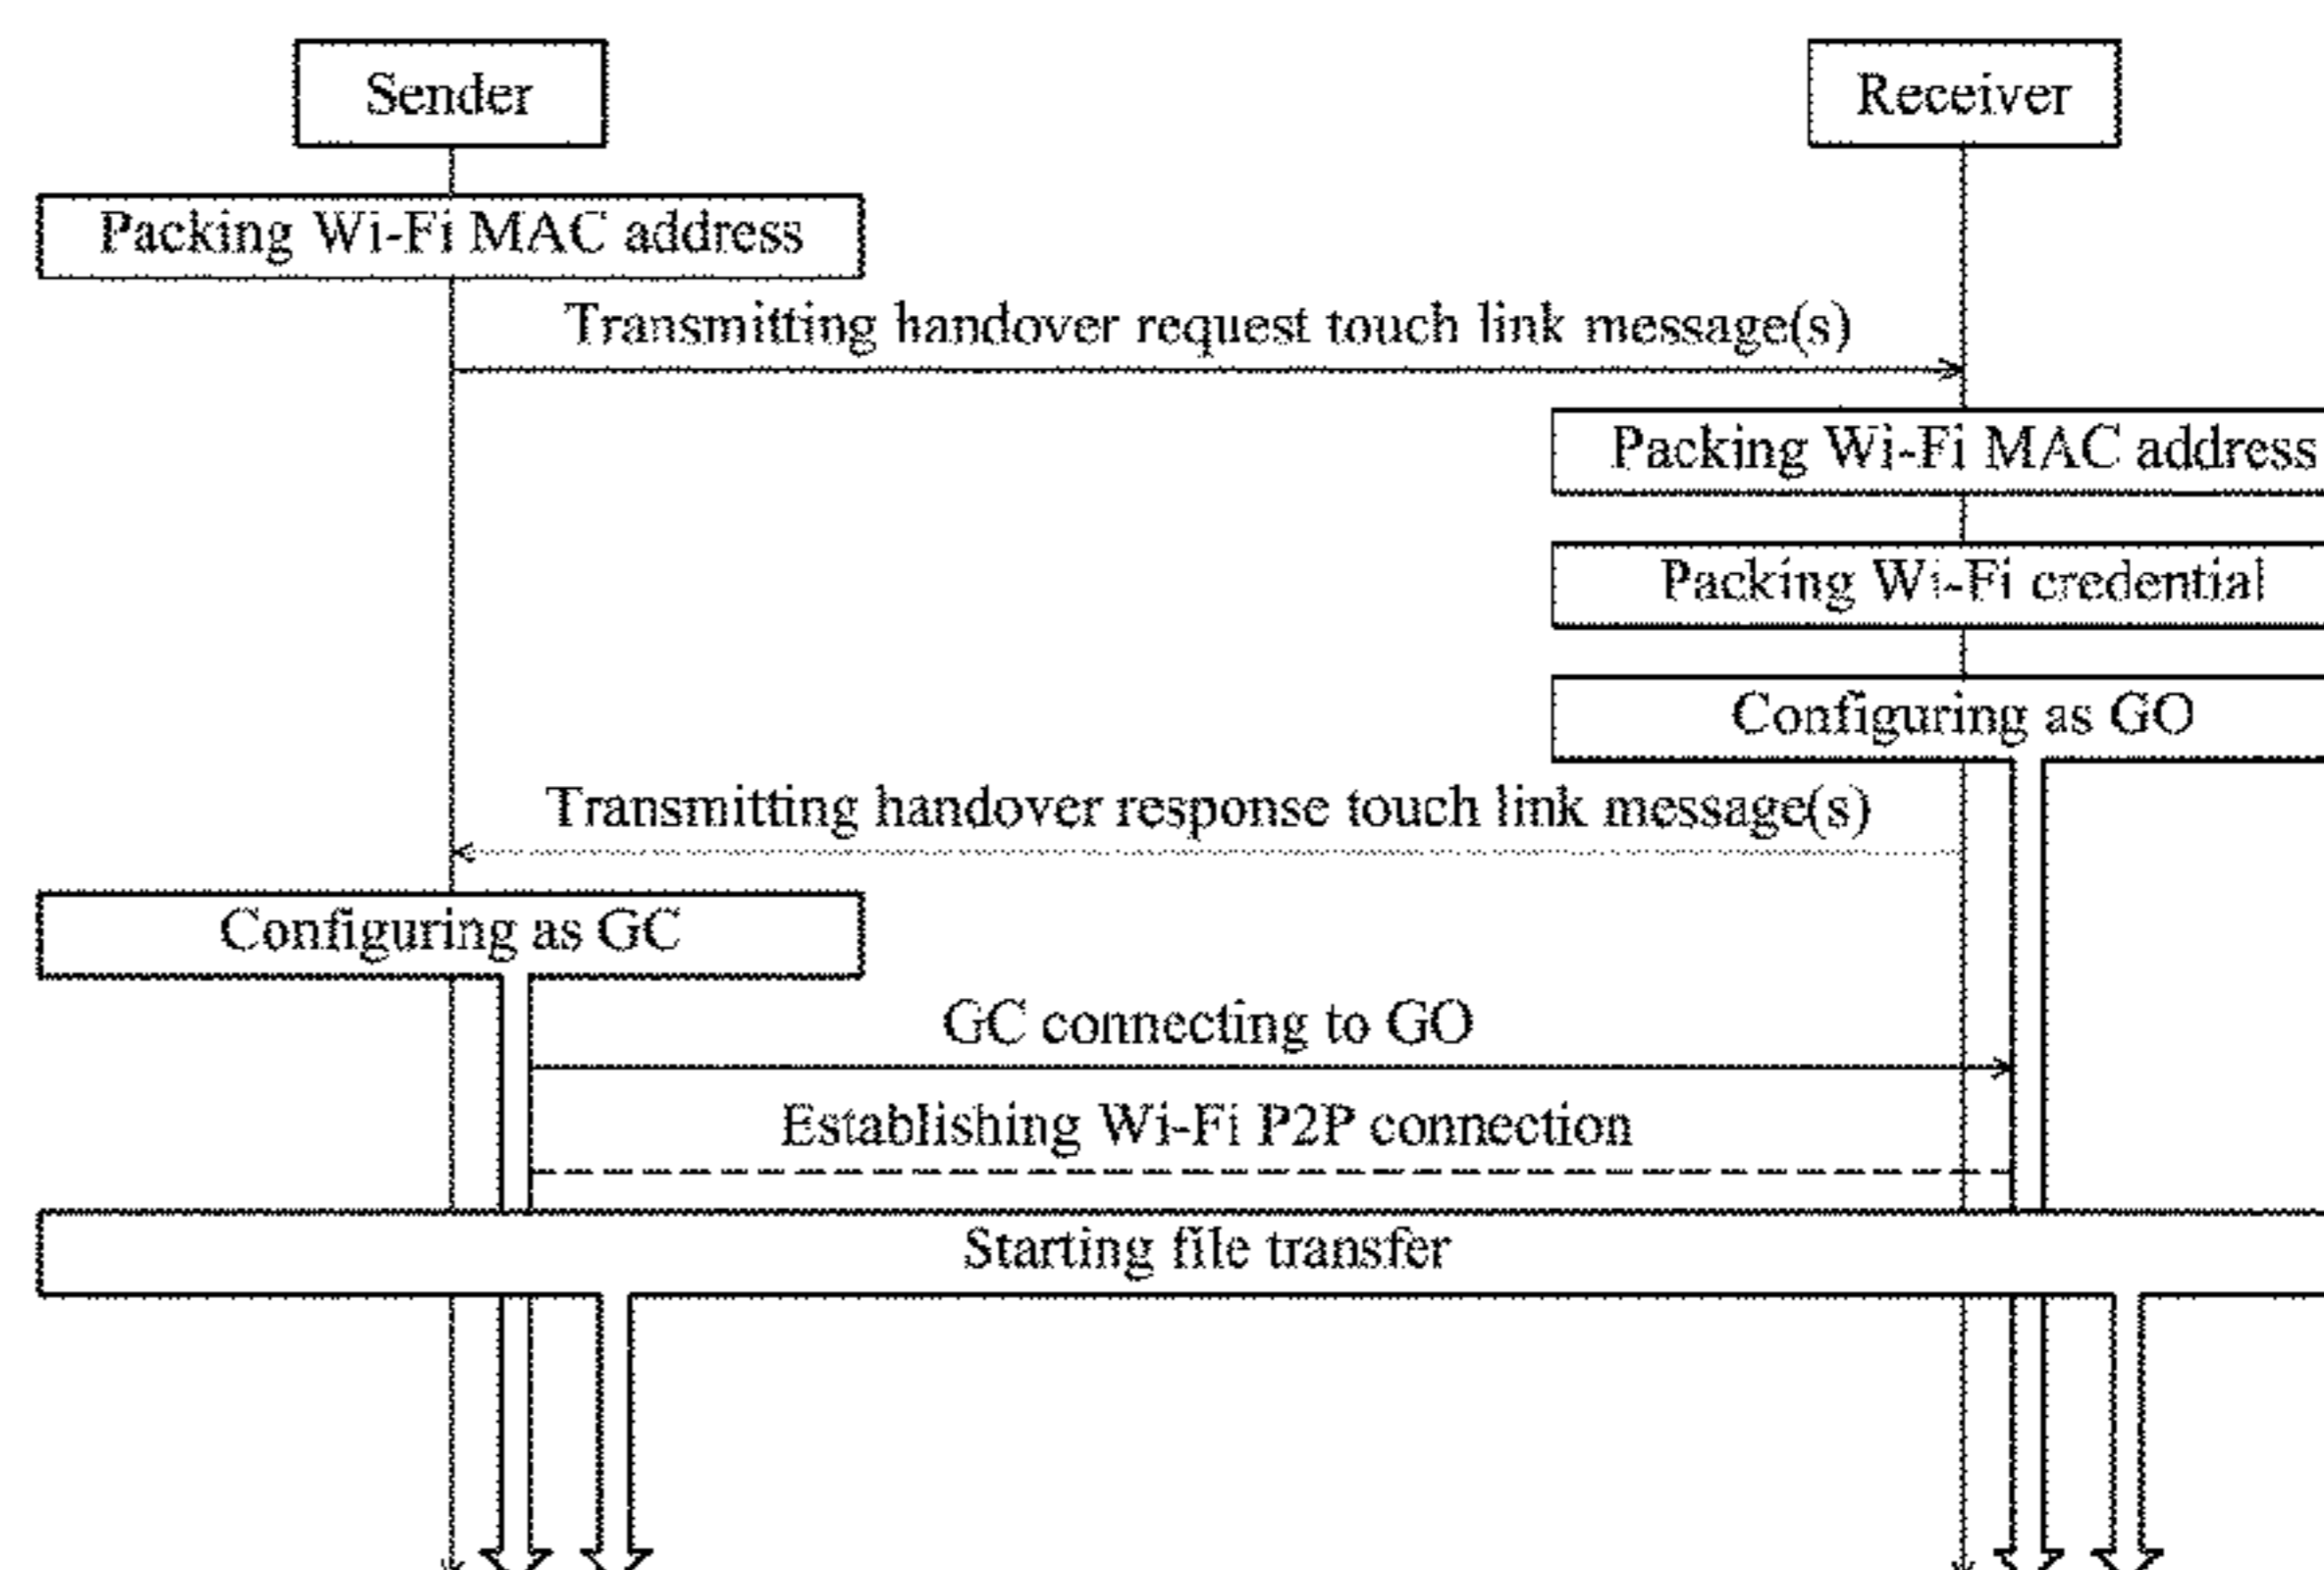 Sender
Receiver
Packing Wi-Fi MAC address
Transmitting handover request touch link message(s)
Packing Wi-Fi MAC address
Packing Wi-Fi credential
Configuring as GO
Transmitting handover response touch link message(s)
Configuring as GC
GC connecting to GO
Establishing Wi-Fi P2P connection
Starting file transfer